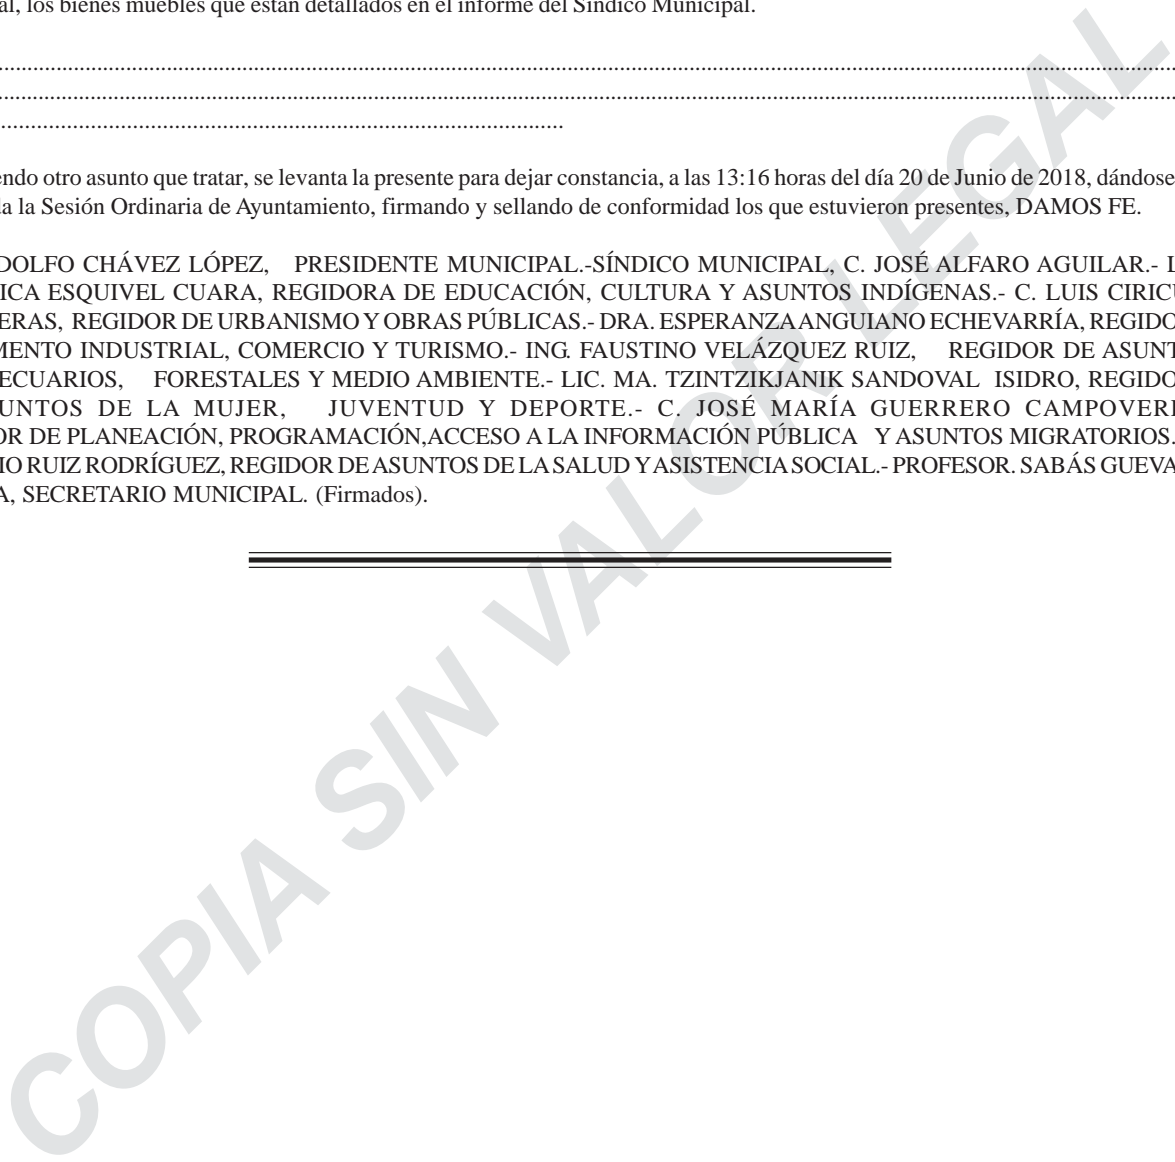 al, los bienes muebles que están detallados en el informe del Síndico Municipal.
........................................................................................................................................................................................................
........................................................................................................................................................................................................
...................................................................................................
endo otro asunto que tratar, se levanta la presente para dejar constancia, a las 13:16 horas del día 20 de Junio de 2018, dándose
da la Sesión Ordinaria de Ayuntamiento, firmando y sellando de conformidad los que estuvieron presentes, DAMOS FE.
DOLFO CHÁVEZ LÓPEZ, PRESIDENTE MUNICIPAL.-SÍNDICO MUNICIPAL, C. JOSÉ ALFARO AGUILAR.- L
ICA ESQUIVEL CUARA, REGIDORA DE EDUCACIÓN, CULTURA Y ASUNTOS INDÍGENAS.- C. LUIS CIRICU
ERAS, REGIDOR DE URBANISMO Y OBRAS PÚBLICAS.- DRA. ESPERANZA ANGUIANO ECHEVARRÍA, REGIDO
MENTO INDUSTRIAL, COMERCIO Y TURISMO.- ING. FAUSTINO VELÁZQUEZ RUIZ, REGIDOR DE ASUNT
ECUARIOS, FORESTALES Y MEDIO AMBIENTE.- LIC. MA. TZINTZIKJANIK SANDOVAL ISIDRO, REGIDO
UNTOS DE LA MUJER, JUVENTUD Y DEPORTE.- C. JOSÉ MARÍA GUERRERO CAMPOVER
OR DE PLANEACIÓN, PROGRAMACIÓN,ACCESO A LA INFORMACIÓN PÚBLICA Y ASUNTOS MIGRATORIOS.
IO RUIZ RODRÍGUEZ, REGIDOR DE ASUNTOS DE LA SALUD Y ASISTENCIA SOCIAL.- PROFESOR. SABÁS GUEVA
A, SECRETARIO MUNICIPAL. (Firmados).
COPIA SIN VALOR LEGAL